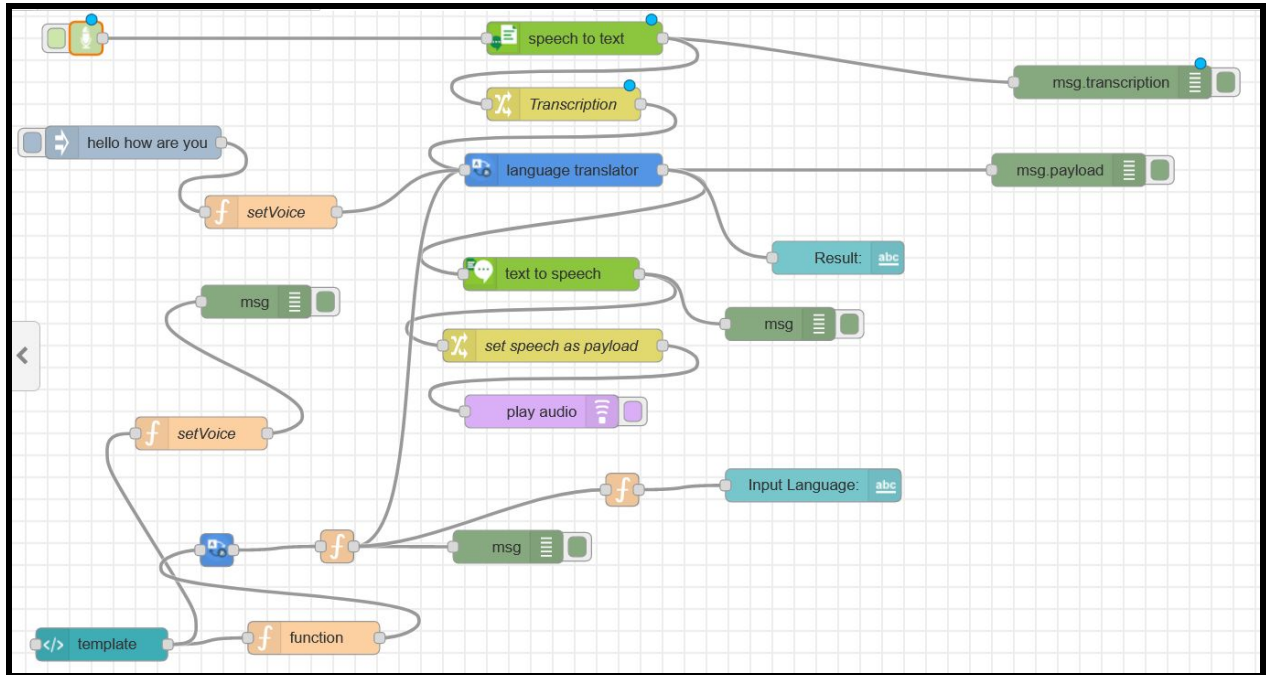 speech to text
msg.transcription
Transcription
hello how are you
language translator
msg.payload
setVoice
Result:
abc
text to speech
msg
msg
set speech as payload
play audio
setVoice
Input Language:
abc
msg
</> template
function